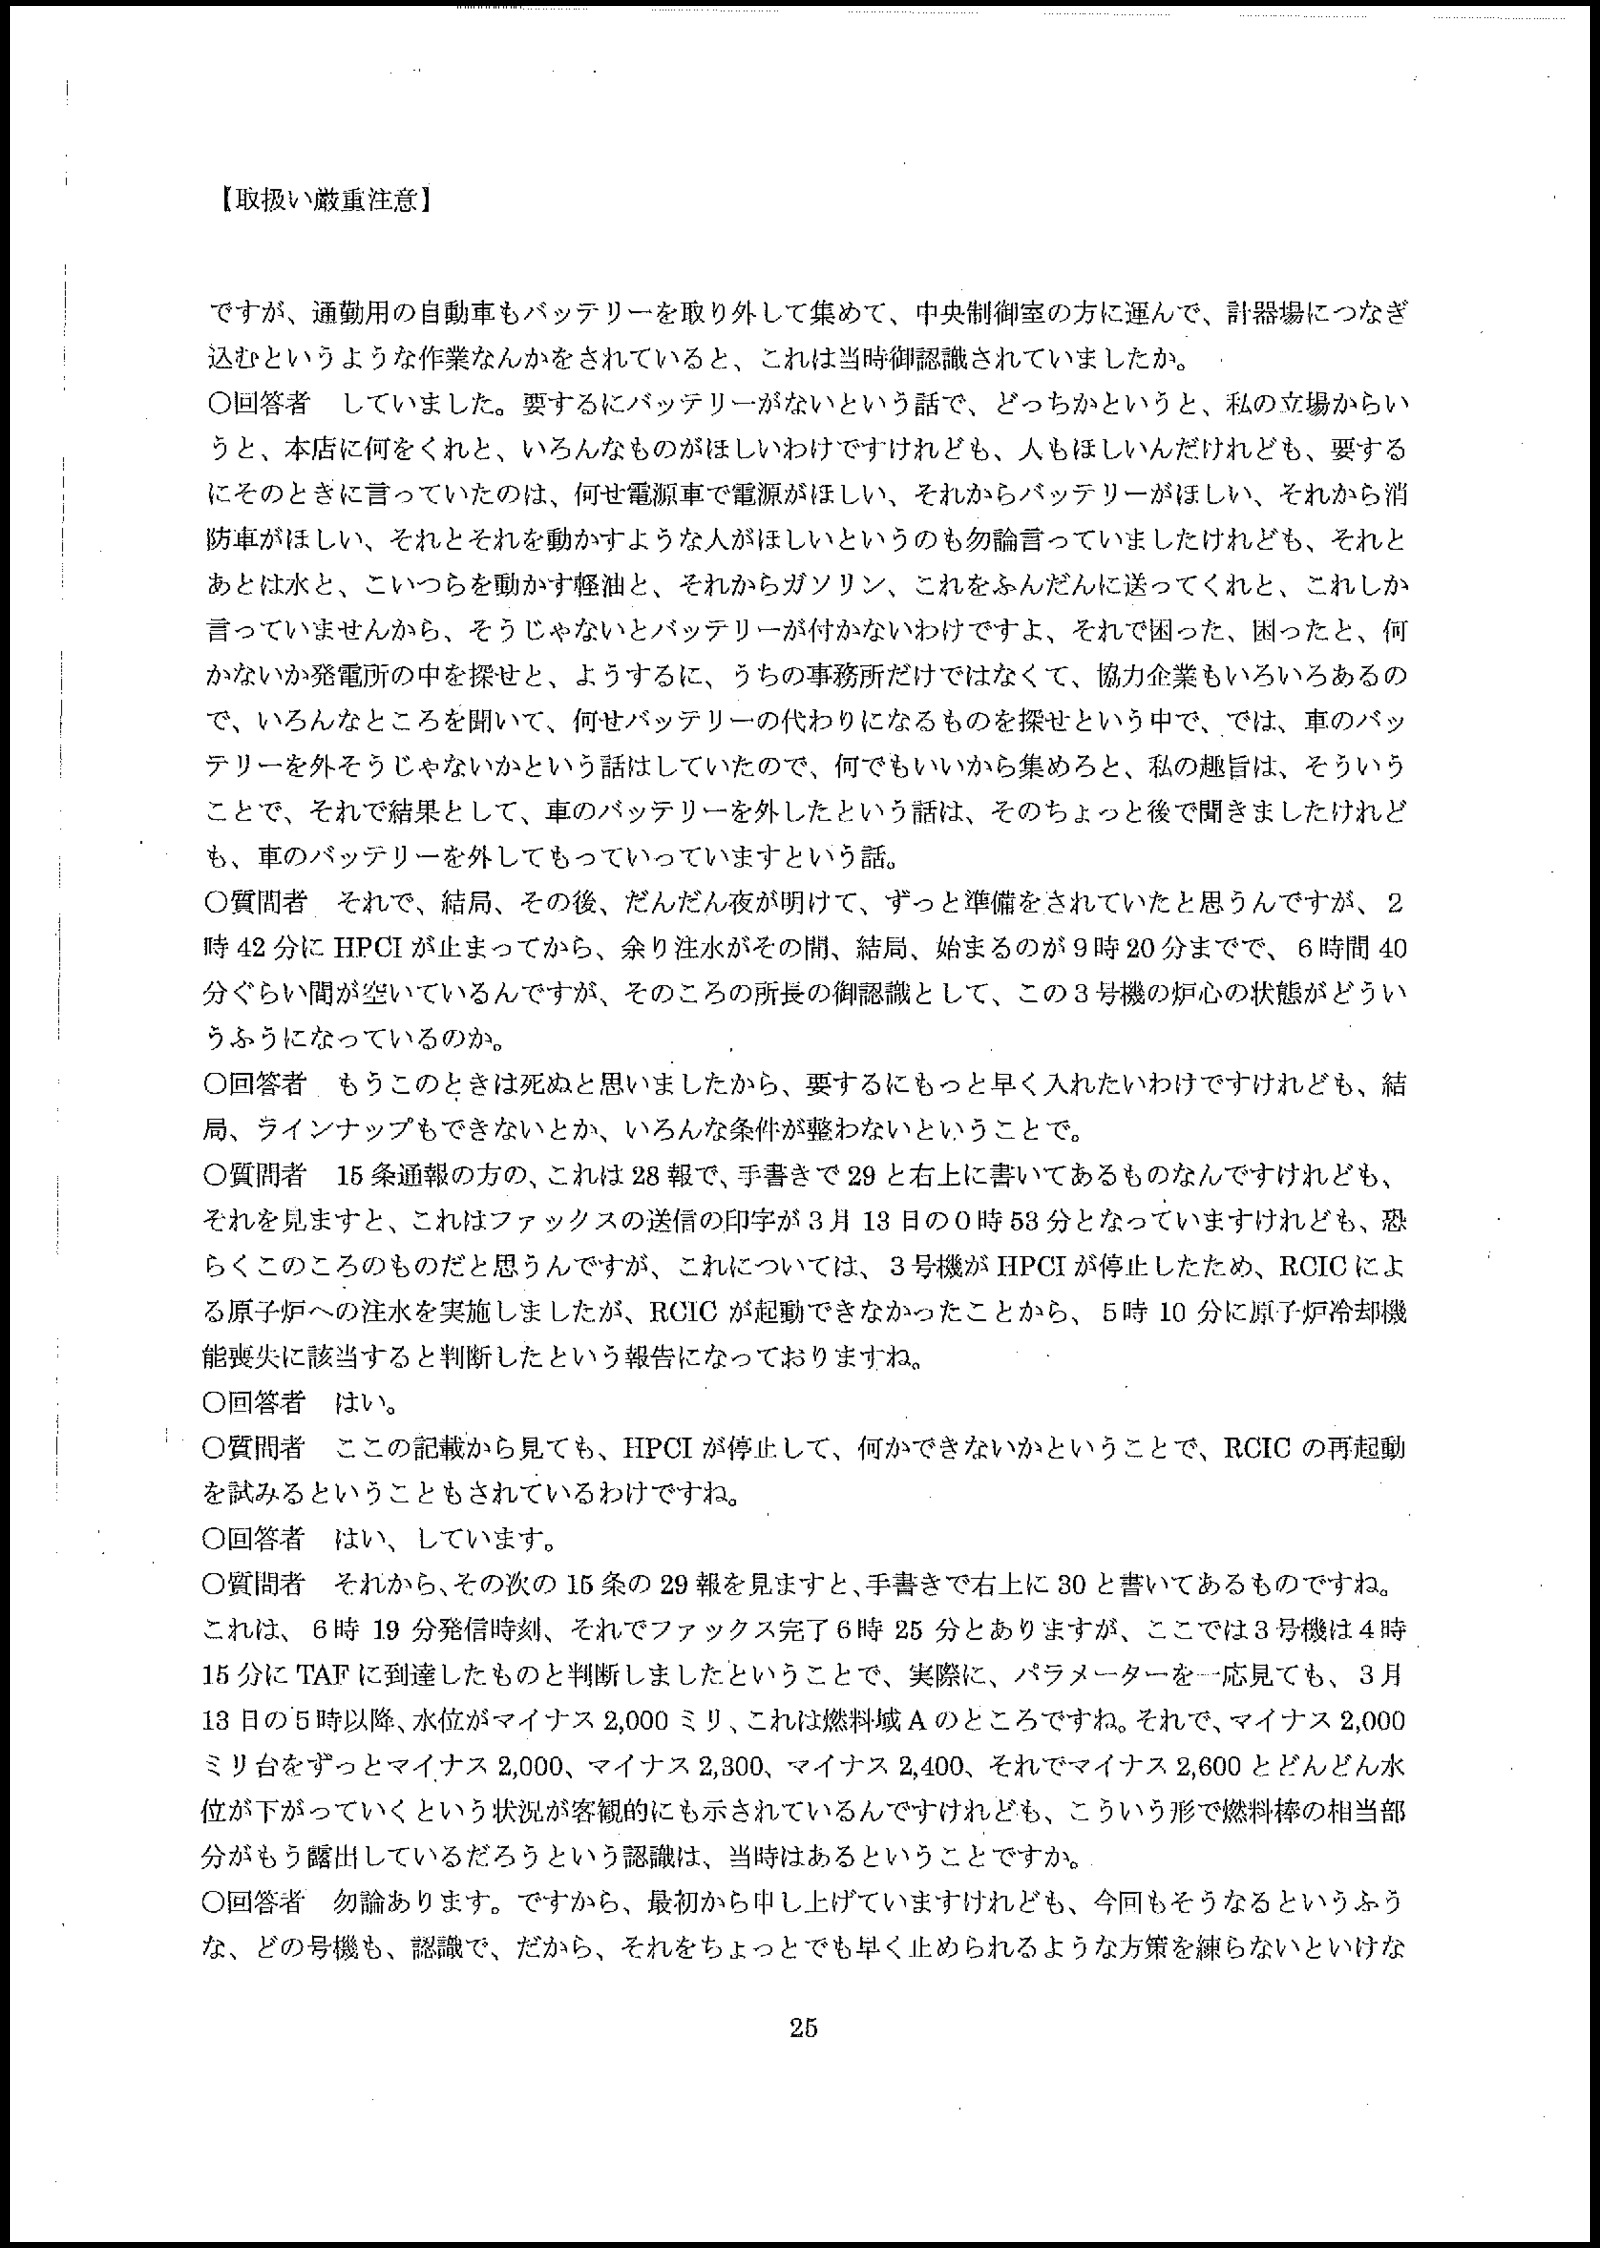 【取扱い厳重注意】
ですが、通勤用の自動車もバッテリーを取り外して集めて、中央制御室の方に運んで、計器場につなぎ
込むというような作業なんかをされていると、これは当時御認識されていましたか。
○回答者　していました。要するにバッテリーがないという話で、どっちかというと、私の立場からい
うと、本店に何をくれと、いろんなものがほしいわけですけれども、人もほしいんだけれども、要する
にそのときに言っていたのは、何せ電源車で電源がほしい、それからバッテリーがほしい、それから消
防車がほしい、それとそれを動かすような人がほしいというのも勿論言っていましたけれども、それと
あとは水と、こいつらを動かす軽油と、それからガソリン、これをふんだんに送ってくれと、これしか
言っていませんから、そうじゃないとバッテリーが付かないわけですよ、それで困った、困ったと、何
かないか発電所の中を探せと、ようするに、うちの事務所だけではなくて、協力企業もいろいろあるの
で、いろんなところを聞いて、何せバッテリーの代わりになるものを探せという中で、では、車のバッ
テリーを外そうじゃないかという話はしていたので、何でもいいから集めろと、私の趣旨は、そういう
ことで、それで結果として、車のバッテリーを外したという話は、そのちょっと後で聞きましたけれど
も、車のバッテリーを外してもっていっていますという話。
○質問者　それで、結局、その後、だんだん夜が明けて、ずっと準備をされていたと思うんですが、２
時 42 分に HPCI が止まってから、余り注水がその間、結局、始まるのが９時 20 分までで、６時間 40
分ぐらい間が空いているんですが、そのころの所長の御認識として、この３号機の炉心の状態がどうい
うふうになっているのか。
○回答者　もうこのときは死ぬと思いましたから、要するにもっと早く入れたいわけですけれども、結
局、ラインナップもできないとか、いろんな条件が整わないということで。
○質問者　15 条通報の方の、これは 28 報で、手書きで 29 と右上に書いてあるものなんですけれども、
それを見ますと、これはファックスの送信の印字が３月 13 日の０時 53 分となっていますけれども、恐
らくこのころのものだと思うんですが、これについては、３号機が HPCI が停止したため、RCIC によ
る原子炉への注水を実施しましたが、RCIC が起動できなかったことから、５時 10 分に原子炉冷却機
能喪失に該当すると判断したという報告になっておりますね。
○回答者　はい。
○質問者　ここの記載から見ても、HPCI が停止して、何かできないかということで、RCIC の再起動
を試みるということもされているわけですね。
○回答者　はい、しています。
○質問者　それから、その次の 15 条の 29 報を見ますと、手書きで右上に 30 と書いてあるものですね。
これは、６時 19 分発信時刻、それでファックス完了６時 25 分とありますが、ここでは３号機は４時
15 分に TAF に到達したものと判断しましたということで、実際に、パラメーターを一応見ても、３月
13 日の５時以降、水位がマイナス 2,000 ミリ、これは燃料域 A のところですね。それで、マイナス 2,000
ミリ台をずっとマイナス 2,000、マイナス 2,300、マイナス 2,400、それでマイナス 2,600 とどんどん水
位が下がっていくという状況が客観的にも示されているんですけれども、こういう形で燃料棒の相当部
分がもう露出しているだろうという認識は、当時はあるということですか。
○回答者　勿論あります。ですから、最初から申し上げていますけれども、今回もそうなるというふう
な、どの号機も、認識で、だから、それをちょっとでも早く止められるような方策を練らないといけな
25